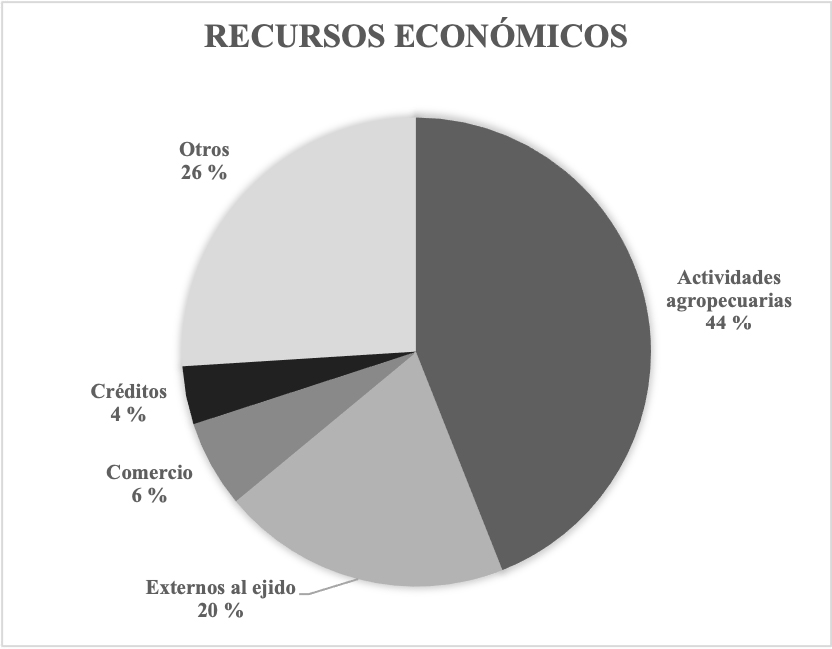 RECURSOS ECONÓMICOS
Otros
26 %
Actividades
agropecuarias
44 %
Créditos
4 %
Comercio
6 %
Externos al ejido
20 %